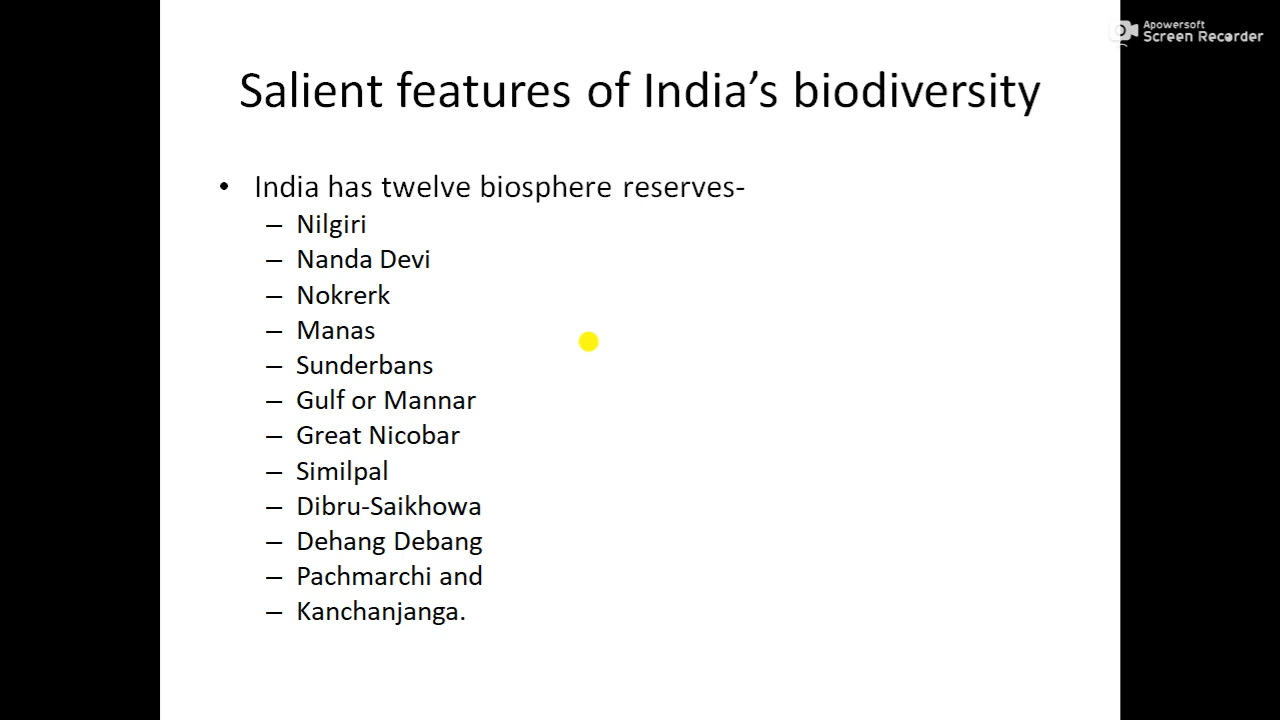 Apowersoft
Screen Recorder
Salient features of India’s biodiversity
• India has twelve biosphere reserves-
– Nilgiri
– Nanda Devi
– Nokrerk
– Manas
– Sunderbans
– Gulf or Mannar
– Great Nicobar
– Similpal
– Dibru-Saikhowa
– Dehang Debang
– Pachmarchi and
– Kanchanjanga.